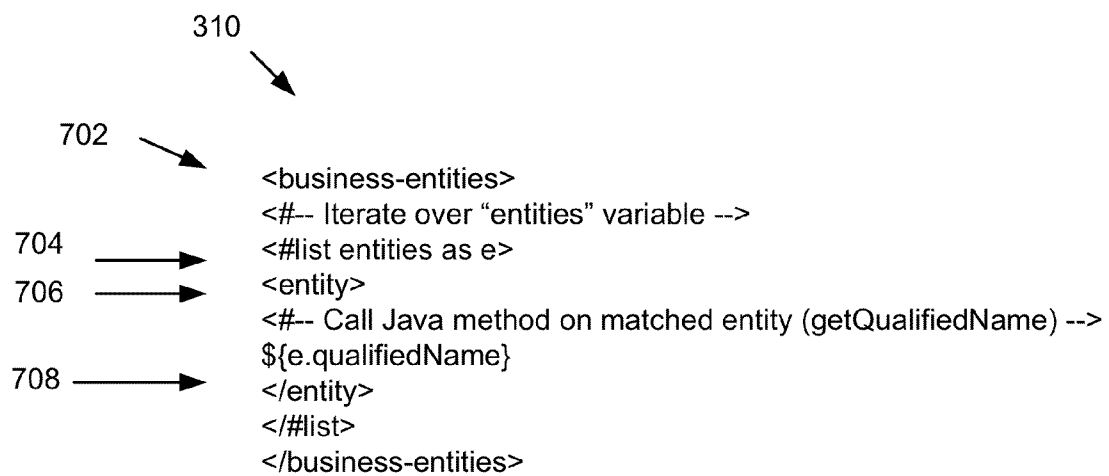 310
702
<business-entities>
<#-- Iterate over “entities” variable -->
704
<#list entities as e>
706
<entity>
<#-- Call Java method on matched entity (getQualifiedName) -->
${e.qualifiedName}
708
</entity>
</#list>
</business-entities>